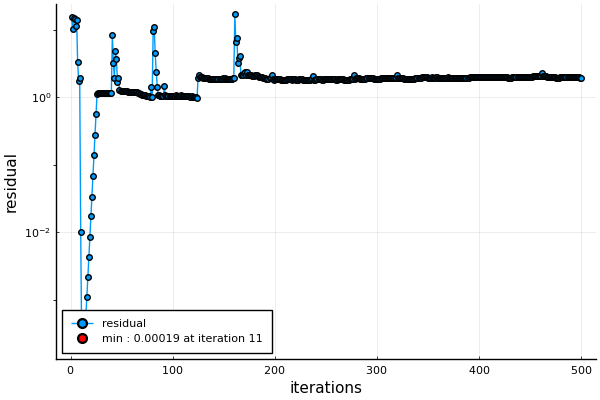 residual
10⁰
10⁻²
residual
min : 0.00019 at iteration 11
0
100
200
300
400
500
iterations